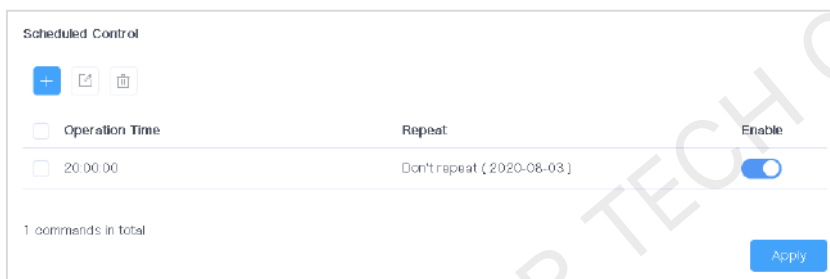 Scheduled Control
Operation Time Repeat Enable
20:00:00 Don't repeat ( 2020-08-03 )
1 commands in total
Apply
TECH